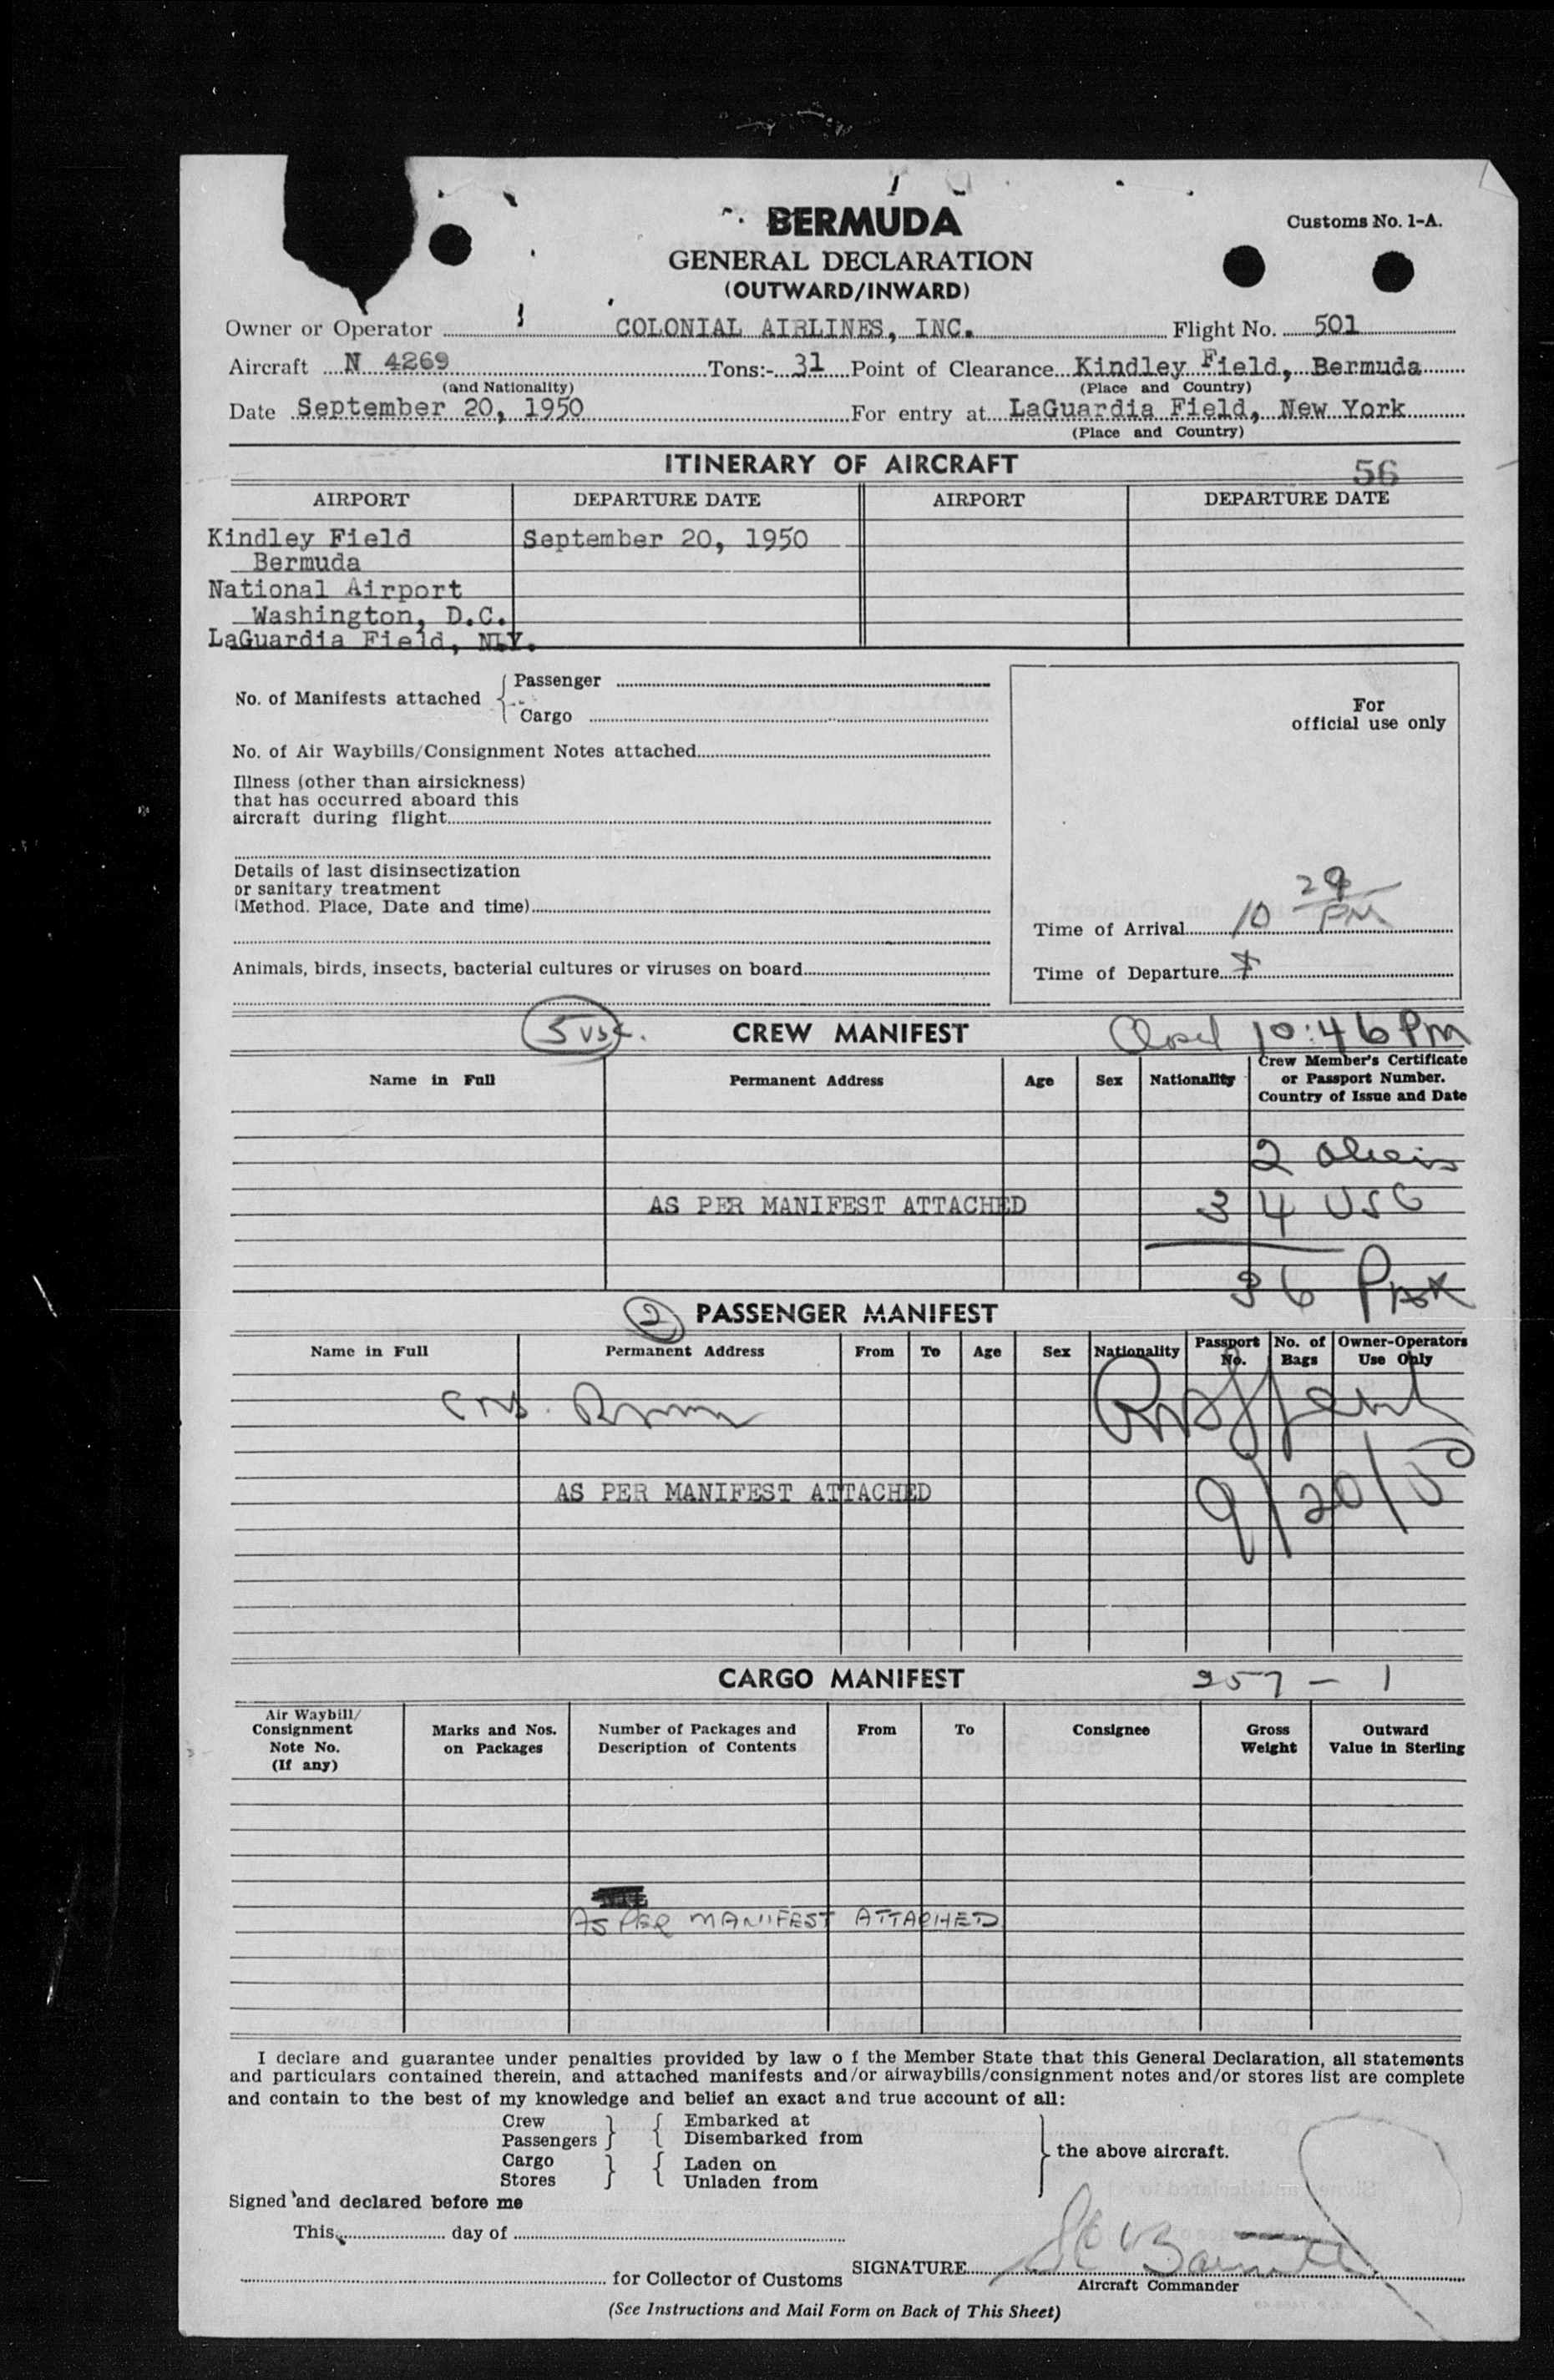 BERMUDA
Customs No. 1-A.
GENERAL DECLARATION
(OUTWARD/INWARD)
Owner or Operator COLONIAL AIRLINES, INC. Flight No. 501
Aircraft N 4269 Tons:- 31 Point of Clearance Kindley Field, Bermuda
(and Nationality) (Place and Country)
Date September 20, 1950 For entry at LaGuardia Field, New York
(Place and Country)
ITINERARY OF AIRCRAFT 56
AIRPORT DEPARTURE DATE AIRPORT DEPARTURE DATE
Kindley Field September 20, 1950
Bermuda
National Airport
Washington, D.C.
LaGuardia Field, N.Y.
No. of Manifests attached { Passenger
Cargo
For
official use only
No. of Air Waybills/Consignment Notes attached
Illness (other than airsickness)
that has occurred aboard this
aircraft during flight
Details of last disinsectization
or sanitary treatment
(Method. Place, Date and time)
Time of Arrival 10 29 PM
Animals, birds, insects, bacterial cultures or viruses on board
Time of Departure
5 USC. CREW MANIFEST 10:46 PM
Name in Full Permanent Address Age Sex Nationality Crew Member's Certificate
or Passport Number.
Country of Issue and Date
2 Aliens
AS PER MANIFEST ATTACHED 34 USC
36 Pax
2 PASSENGER MANIFEST
Name in Full Permanent Address From To Age Sex Nationality Passport No. No. of Bags Owner-Operators Use Only
AS PER MANIFEST ATTACHED 9/20/50
CARGO MANIFEST 257 - 1
Air Waybill/
Consignment
Note No.
(If any)
Marks and Nos.
on Packages
Number of Packages and
Description of Contents
From To Consignee
Gross
Weight
Outward
Value in Sterling
AS PER MANIFEST ATTACHED
I declare and guarantee under penalties provided by law o f the Member State that this General Declaration, all statements
and particulars contained therein, and attached manifests and/or airwaybills/consignment notes and/or stores list are complete
and contain to the best of my knowledge and belief an exact and true account of all:
Crew Embarked at
Passengers Disembarked from
the above aircraft.
Cargo Laden on
Stores Unladen from
Signed and declared before me
This day of
for Collector of Customs SIGNATURE
Aircraft Commander
(See Instructions and Mail Form on Back of This Sheet)